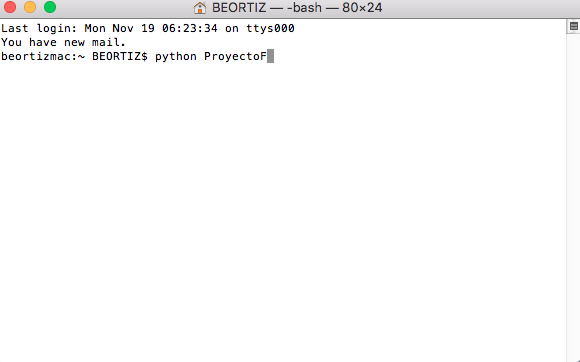 BEORTIZ — -bash — 80×24
Last login: Mon Nov 19 06:23:34 on ttys000
You have new mail.
beortizmac:~ BEORTIZ$ python ProyectoF